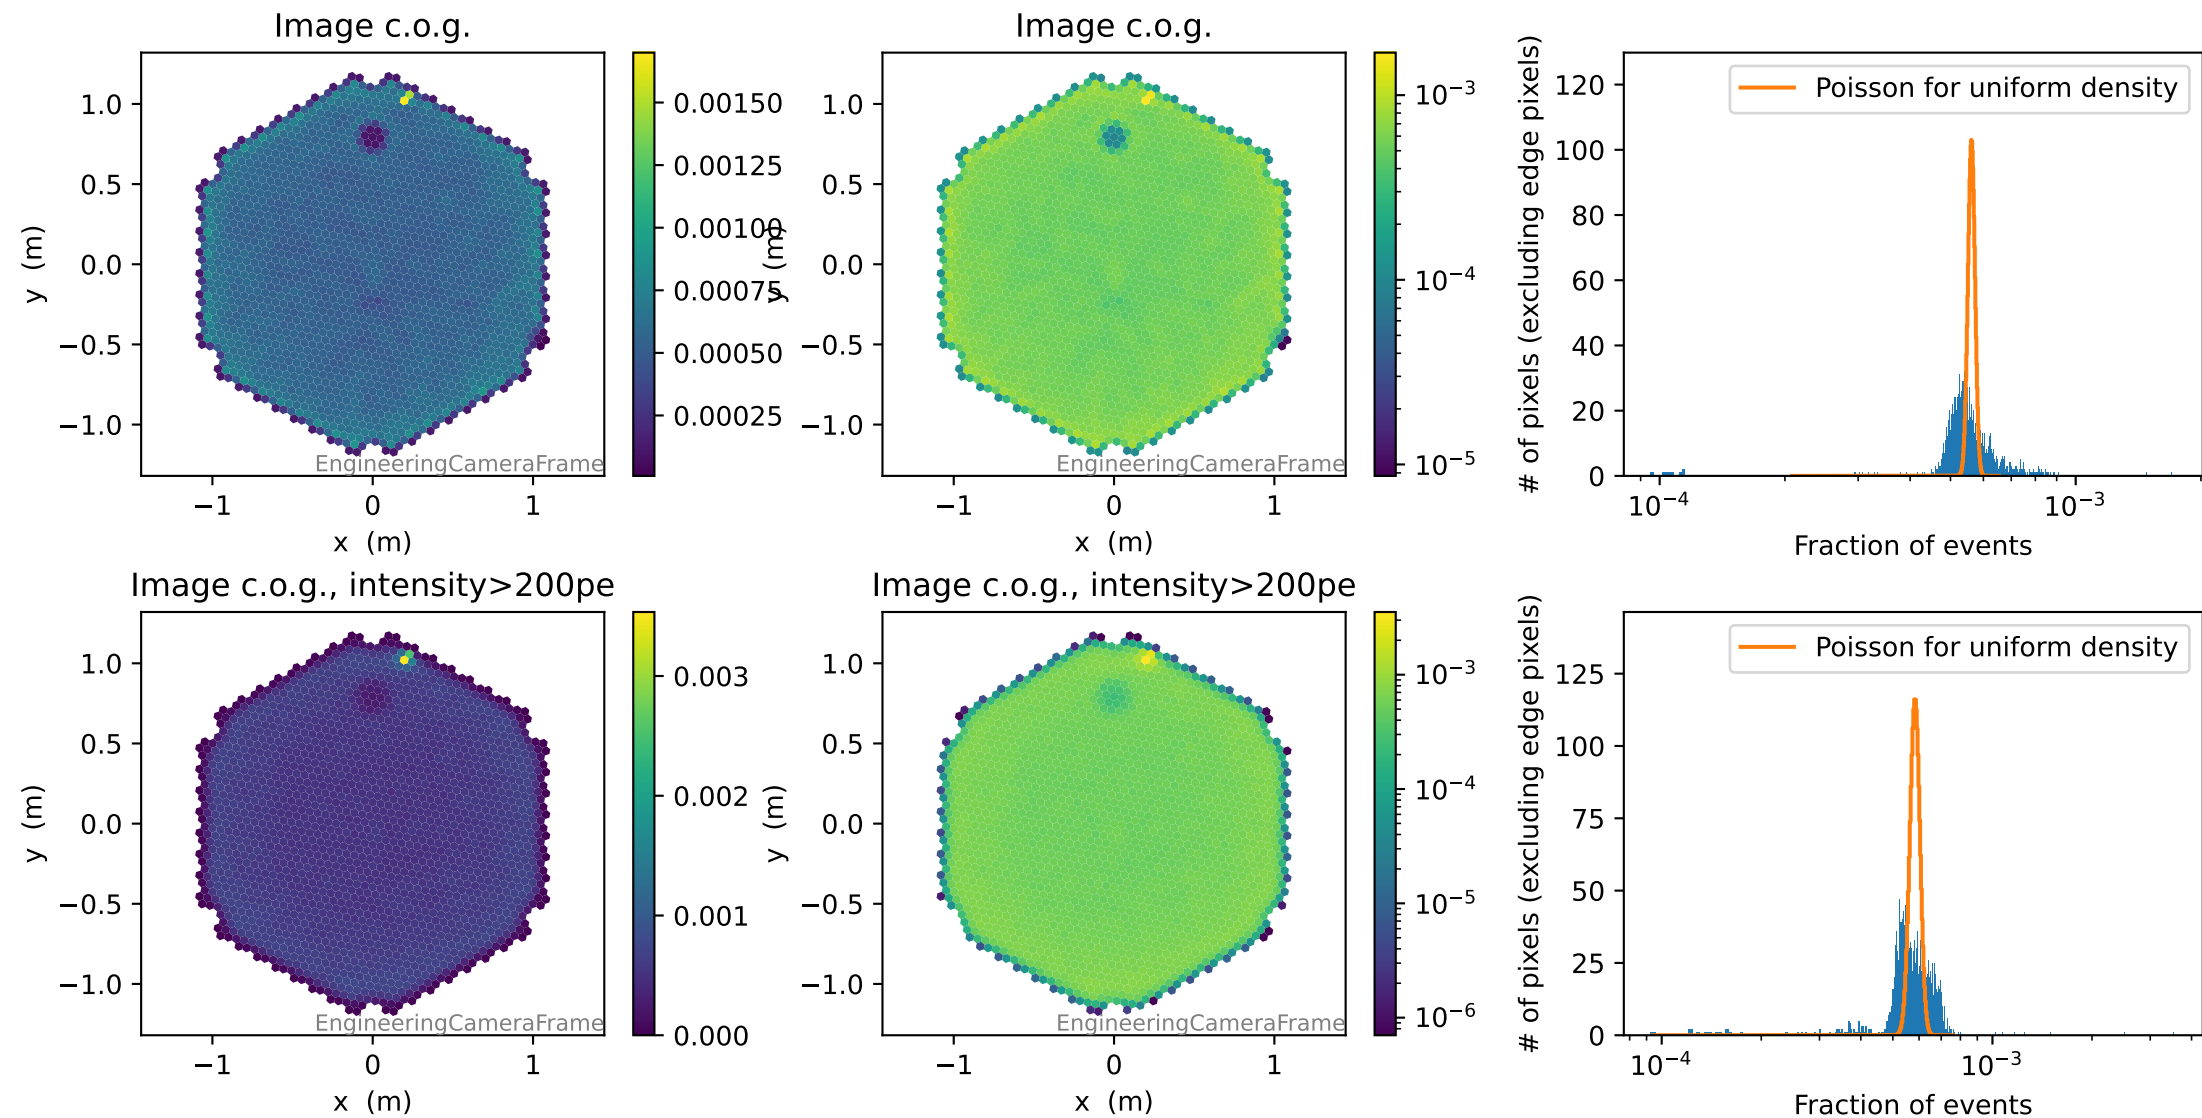 Image c.o.g.
1.0
0.5
0.0
−0.5
−1.0
y (m)
−1 0 1
x (m)
EngineeringCameraFrame
0.00150
0.00125
0.00100
0.00075
0.00050
0.00025
Image c.o.g.
1.0
0.5
0.0
−0.5
−1.0
y (m)
−1 0 1
x (m)
EngineeringCameraFrame
10⁻³
10⁻⁴
10⁻⁵
# of pixels (excluding edge pixels)
120
100
80
60
40
20
0
Poisson for uniform density
10⁻⁴ 10⁻³
Fraction of events
Image c.o.g., intensity>200pe
1.0
0.5
0.0
−0.5
−1.0
y (m)
−1 0 1
x (m)
EngineeringCameraFrame
0.003
0.002
0.001
0.000
Image c.o.g., intensity>200pe
1.0
0.5
0.0
−0.5
−1.0
y (m)
−1 0 1
x (m)
EngineeringCameraFrame
10⁻³
10⁻⁴
10⁻⁵
10⁻⁶
# of pixels (excluding edge pixels)
125
100
75
50
25
0
Poisson for uniform density
10⁻⁴ 10⁻³
Fraction of events